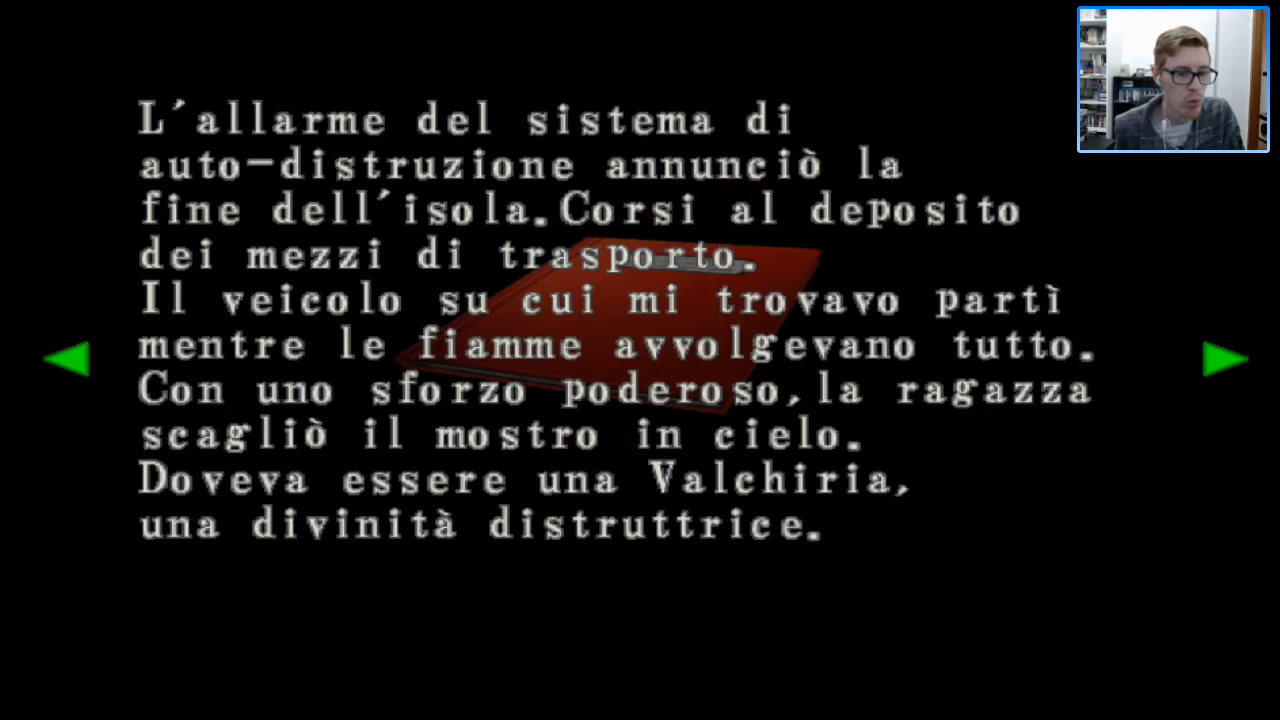 L'allarme del sistema di
auto-distruzione annunciò la
fine dell'isola.Corsi al deposito
dei mezzi di trasporto.
Il veicolo su cui mi trovavo partì
mentre le fiamme avvolgevano tutto.
Con uno sforzo poderoso,la ragazza
scagliò il mostro in cielo.
Doveva essere una Valchiria,
una divinità distruttrice.